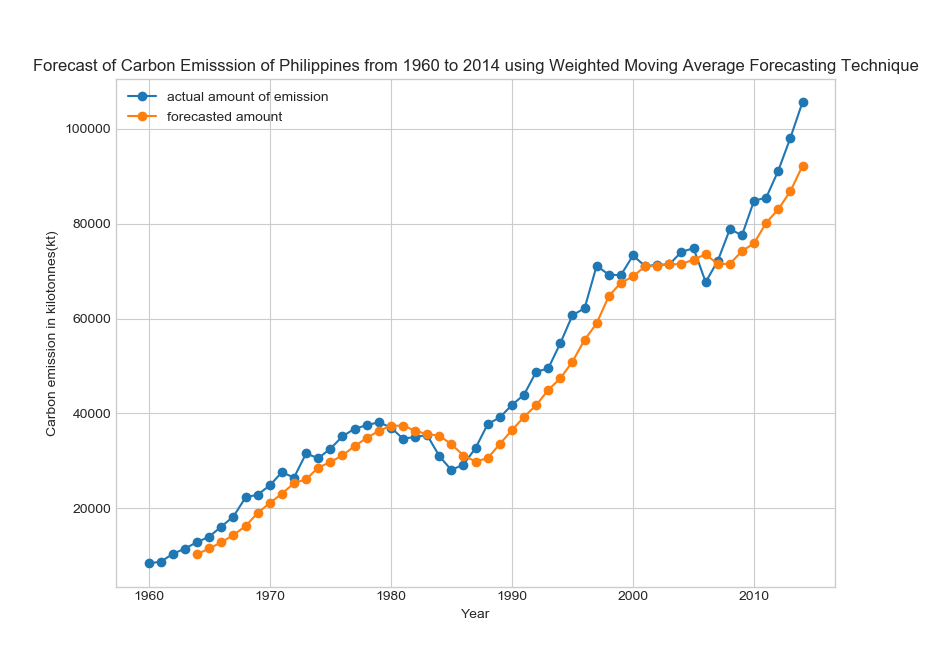 Forecast of Carbon Emisssion of Philippines from 1960 to 2014 using Weighted Moving Average Forecasting Technique
actual amount of emission
forecasted amount
100000
80000
60000
40000
20000
Carbon emission in kilotonnes(kt)
1960 1970 1980 1990 2000 2010
Year